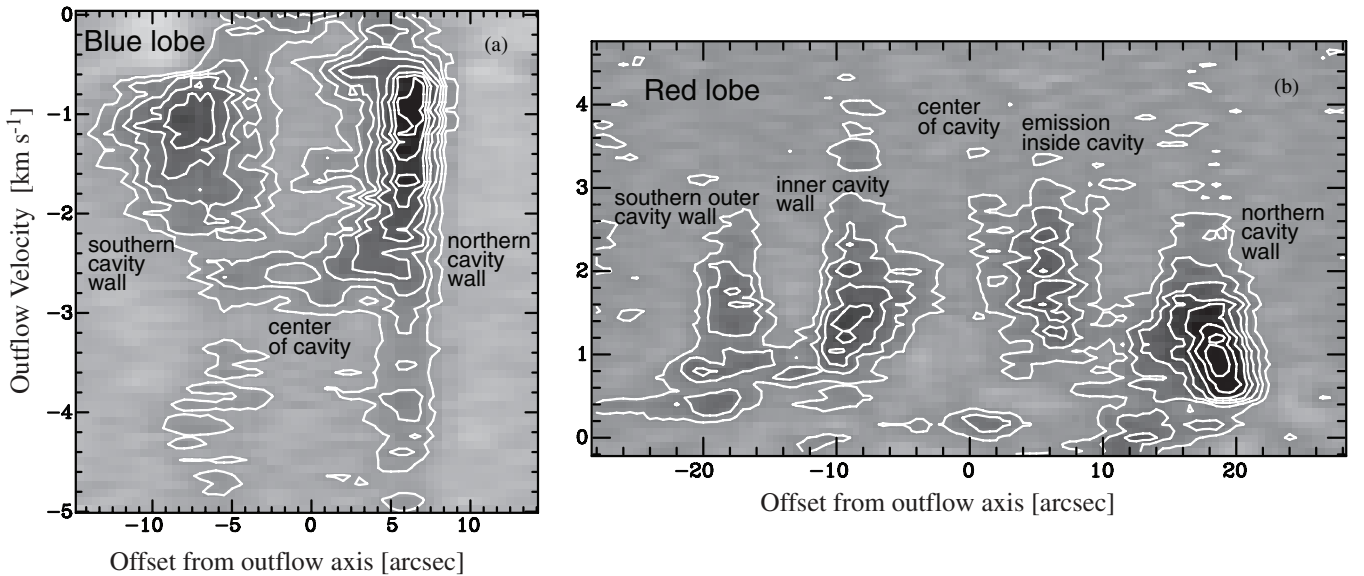 Blue lobe
(a)
0
−1
−2
−3
−4
−5
Outflow Velocity [km s-1]
southern
cavity
wall
northern
cavity
wall
center
of cavity
−10
−5
0
5
10
Offset from outflow axis [arcsec]
Red lobe
(b)
4
3
2
1
0
center
of cavity
emission
inside cavity
southern outer
cavity wall
inner cavity
wall
northern
cavity
wall
−20
−10
0
10
20
Offset from outflow axis [arcsec]